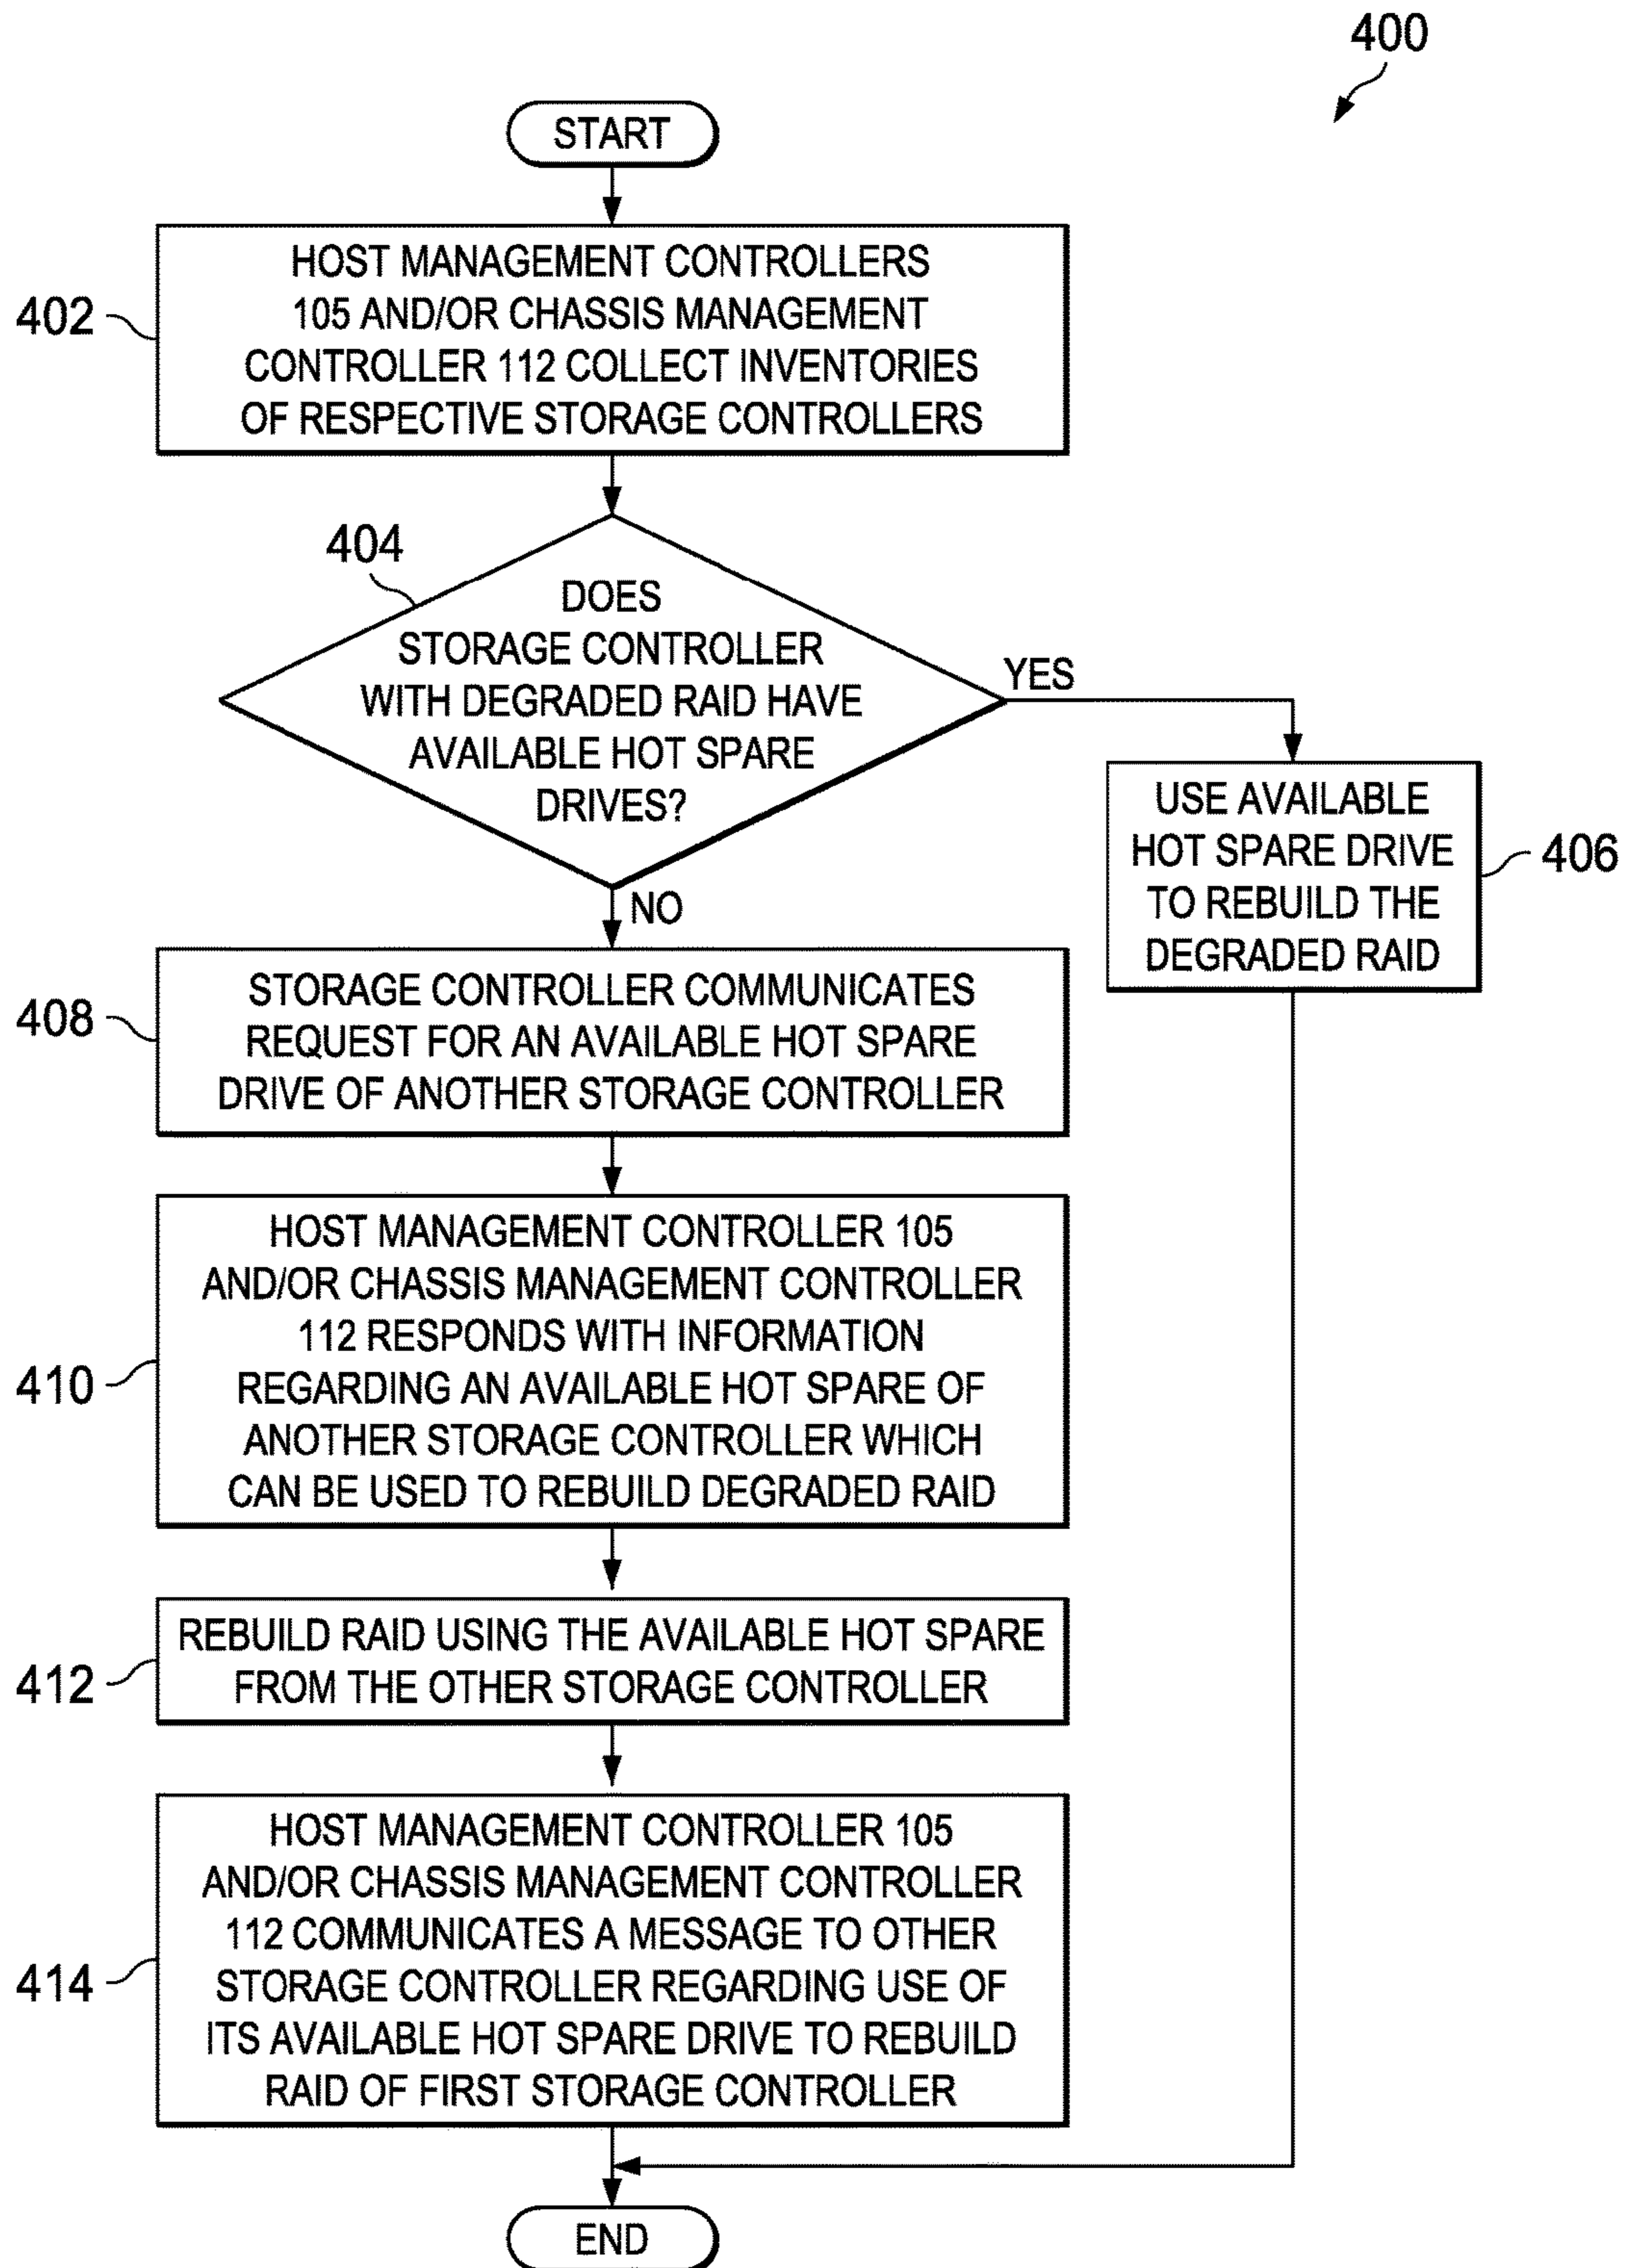 400
START
402
HOST MANAGEMENT CONTROLLERS
105 AND/OR CHASSIS MANAGEMENT
CONTROLLER 112 COLLECT INVENTORIES
OF RESPECTIVE STORAGE CONTROLLERS
404
DOES
STORAGE CONTROLLER
WITH DEGRADED RAID HAVE
AVAILABLE HOT SPARE
DRIVES?
YES
USE AVAILABLE
HOT SPARE DRIVE
TO REBUILD THE
DEGRADED RAID
406
NO
408
STORAGE CONTROLLER COMMUNICATES
REQUEST FOR AN AVAILABLE HOT SPARE
DRIVE OF ANOTHER STORAGE CONTROLLER
410
HOST MANAGEMENT CONTROLLER 105
AND/OR CHASSIS MANAGEMENT CONTROLLER
112 RESPONDS WITH INFORMATION
REGARDING AN AVAILABLE HOT SPARE OF
ANOTHER STORAGE CONTROLLER WHICH
CAN BE USED TO REBUILD DEGRADED RAID
412
REBUILD RAID USING THE AVAILABLE HOT SPARE
FROM THE OTHER STORAGE CONTROLLER
414
HOST MANAGEMENT CONTROLLER 105
AND/OR CHASSIS MANAGEMENT CONTROLLER
112 COMMUNICATES A MESSAGE TO OTHER
STORAGE CONTROLLER REGARDING USE OF
ITS AVAILABLE HOT SPARE DRIVE TO REBUILD
RAID OF FIRST STORAGE CONTROLLER
END